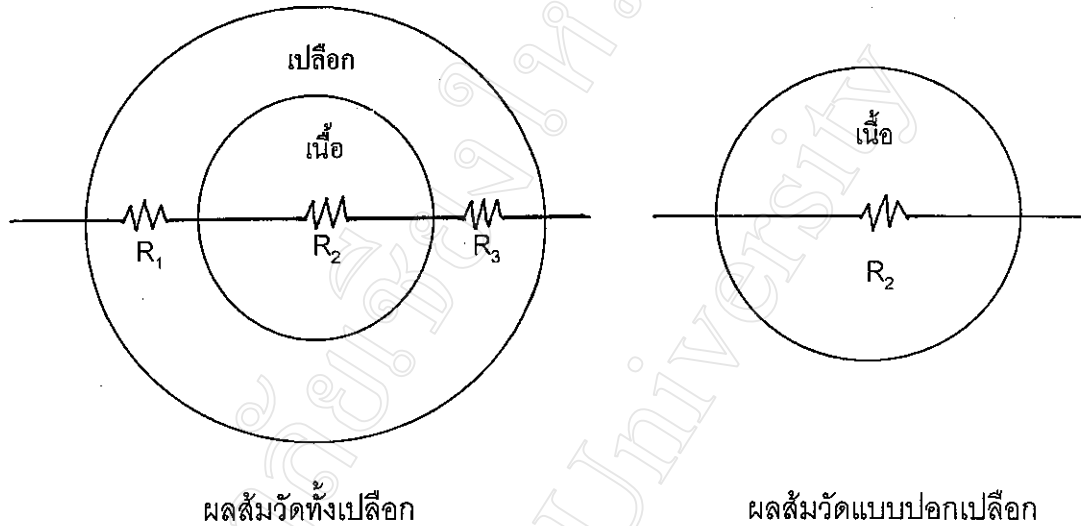 เปลือก
เนื้อ
R₁
R₂
R₃
ผลส้มวัดทั้งเปลือก
เนื้อ
R₂
ผลส้มวัดแบบปอกเปลือก
University